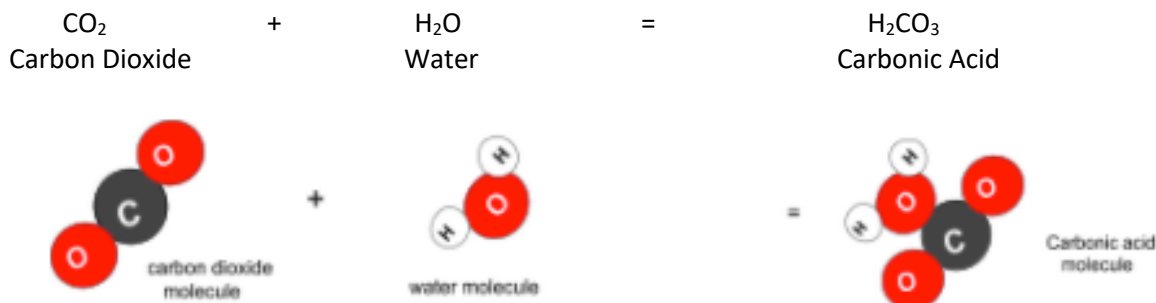 CO₂ + H₂O = H₂CO₃
Carbon Dioxide Water Carbonic Acid
O
C
O
carbon dioxide
molecule
+
H
O
H
water molecule
=
H
O
O
H
C
O
Carbonic acid
molecule